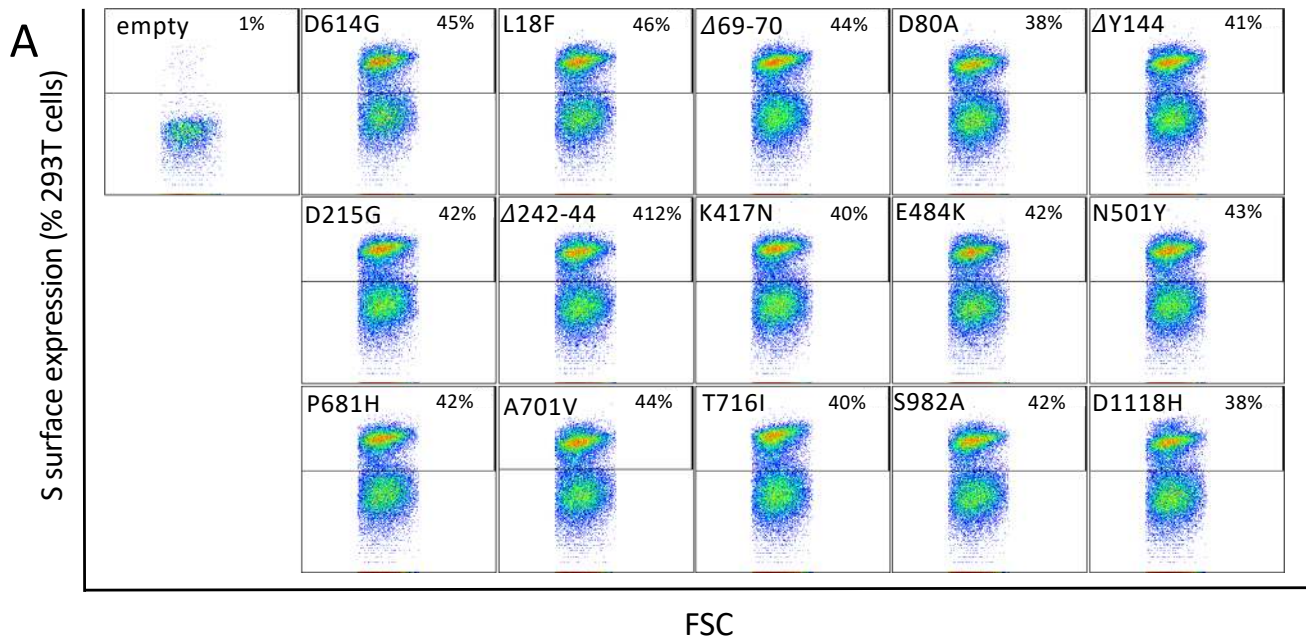 A
S surface expression (% 293T cells)
empty 1%
D614G 45%
L18F 46%
Δ69-70 44%
D80A 38%
ΔY144 41%
D215G 42%
Δ242-44 412%
K417N 40%
E484K 42%
N501Y 43%
P681H 42%
A701V 44%
T716I 40%
S982A 42%
D1118H 38%
FSC